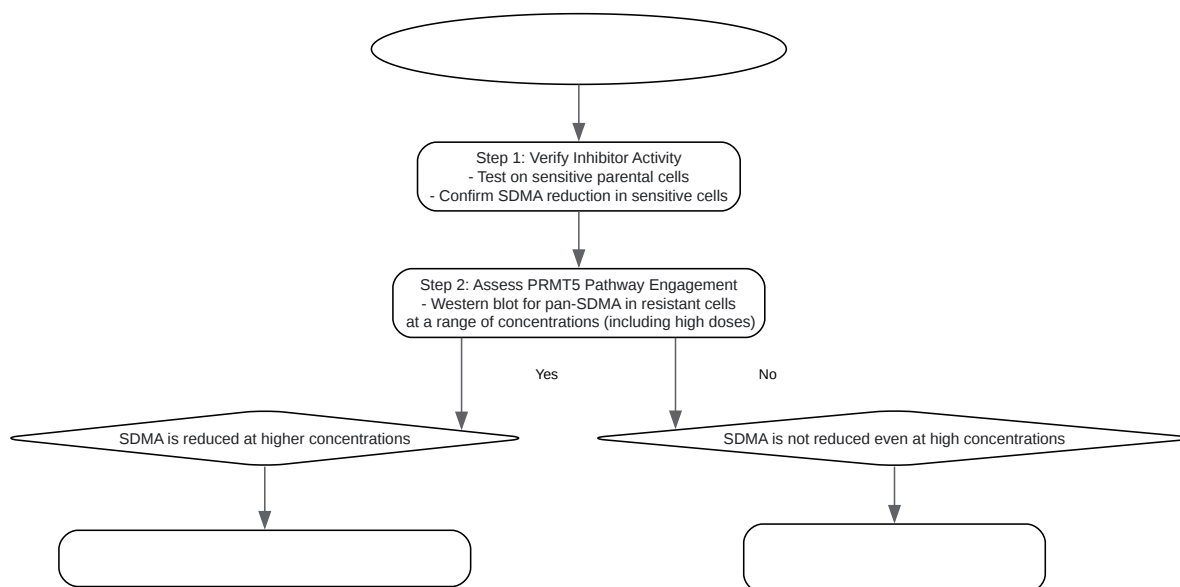 Step 1: Verify Inhibitor Activity
- Test on sensitive parental cells
- Confirm SDMA reduction in sensitive cells
Step 2: Assess PRMT5 Pathway Engagement
- Western blot for pan-SDMA in resistant cells
at a range of concentrations (including high doses)
Yes
No
SDMA is reduced at higher concentrations
SDMA is not reduced even at high concentrations